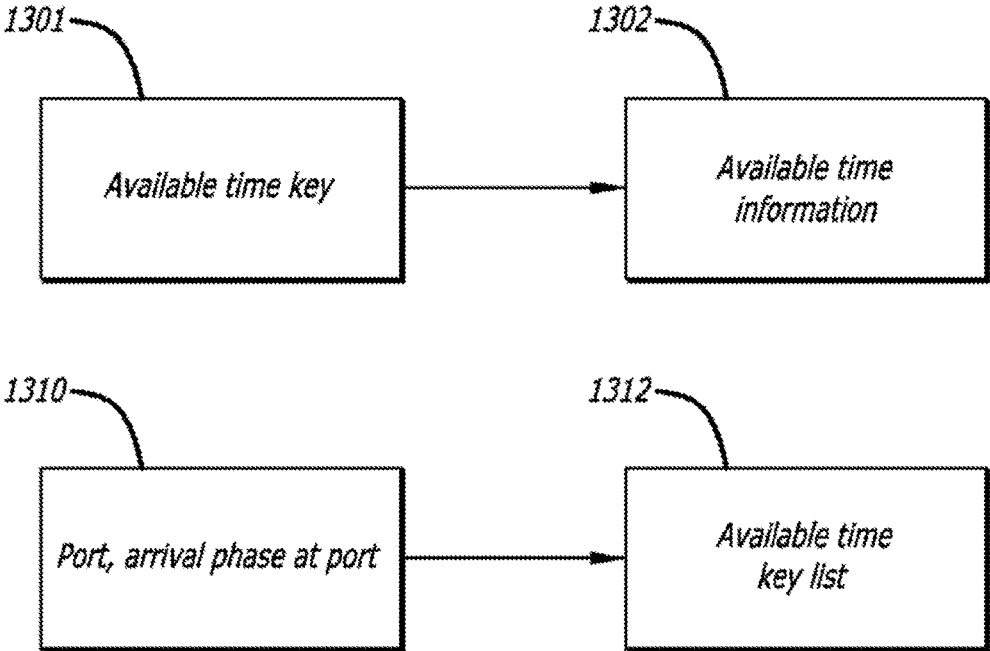 1301
1302
Available time key
Available time
information
1310
1312
Port, arrival phase at port
Available time
key list